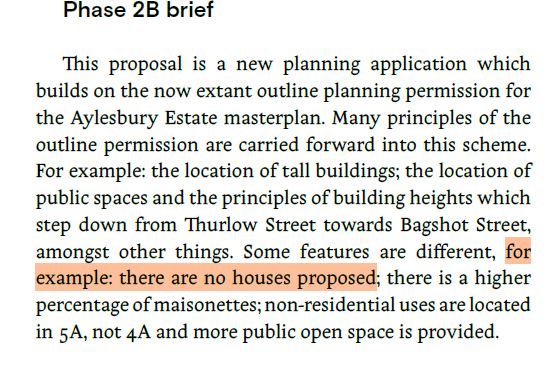 Phase 2B brief
This proposal is a new planning application which
builds on the now extant outline planning permission for
the Aylesbury Estate masterplan. Many principles of the
outline permission are carried forward into this scheme.
For example: the location of tall buildings; the location of
public spaces and the principles of building heights which
step down from Thurlow Street towards Bagshot Street,
amongst other things. Some features are different, for
example: there are no houses proposed; there is a higher
percentage of maisonettes; non-residential uses are located
in 5A, not 4A and more public open space is provided.